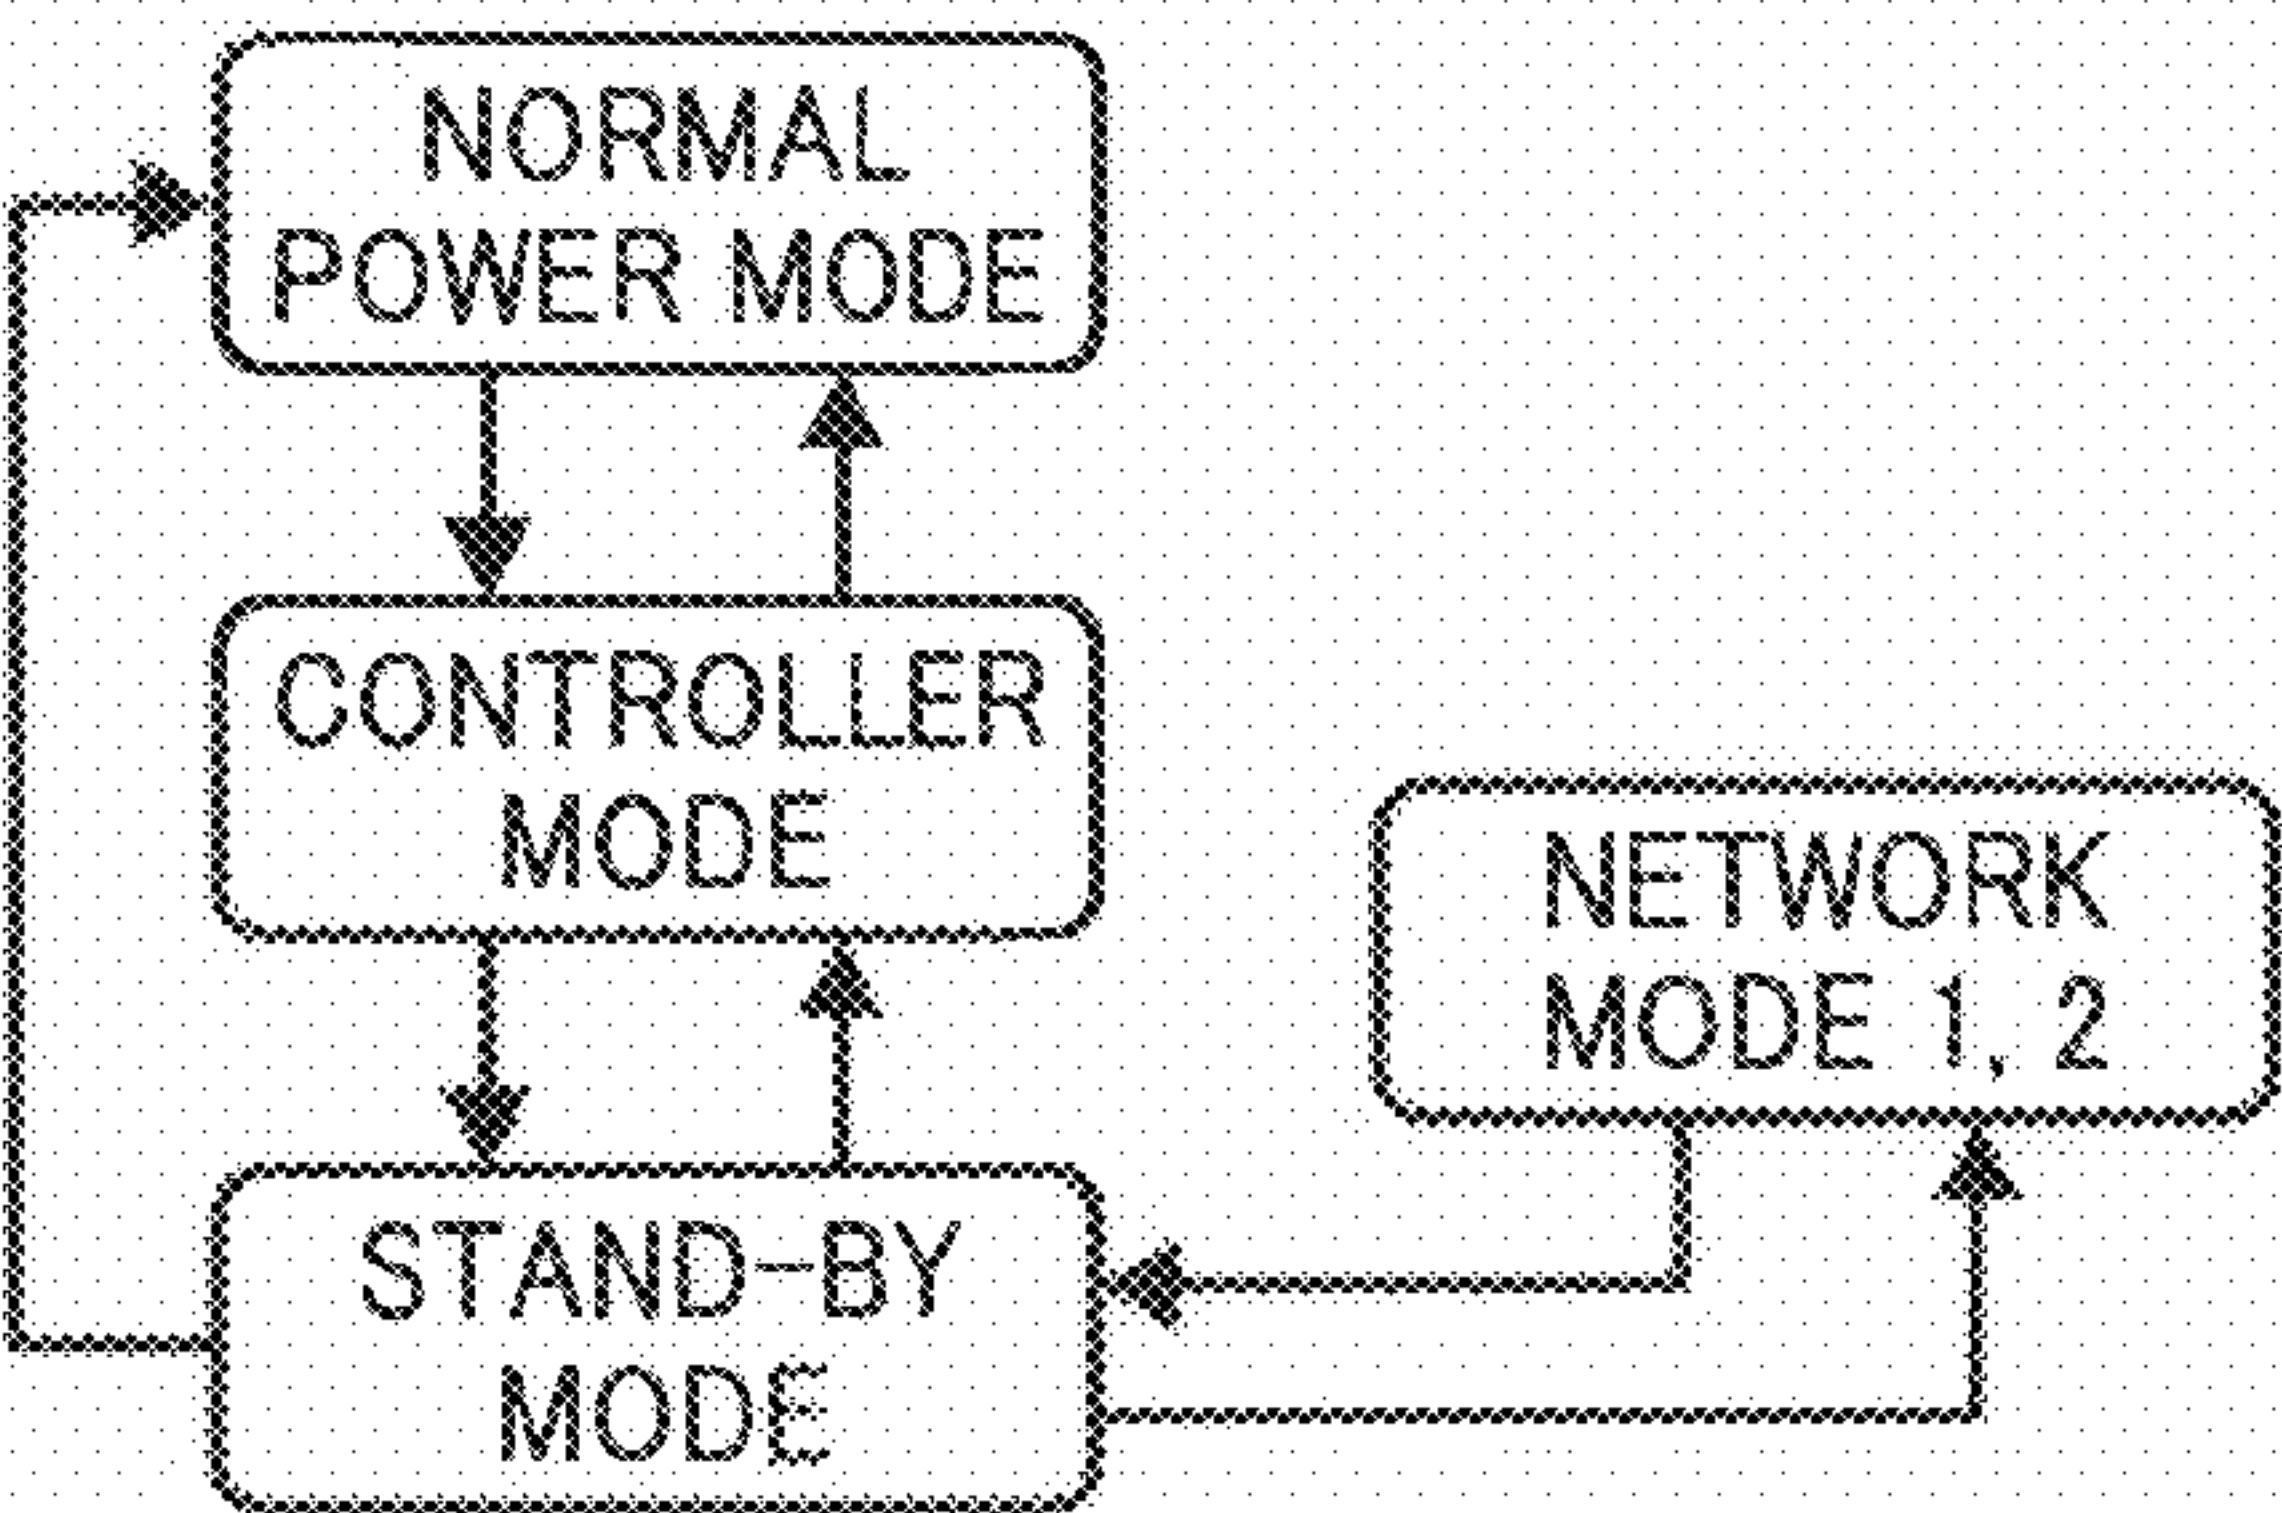 NORMAL
POWER MODE
CONTROLLER
MODE
NETWORK
MODE 1, 2
STAND-BY
MODE